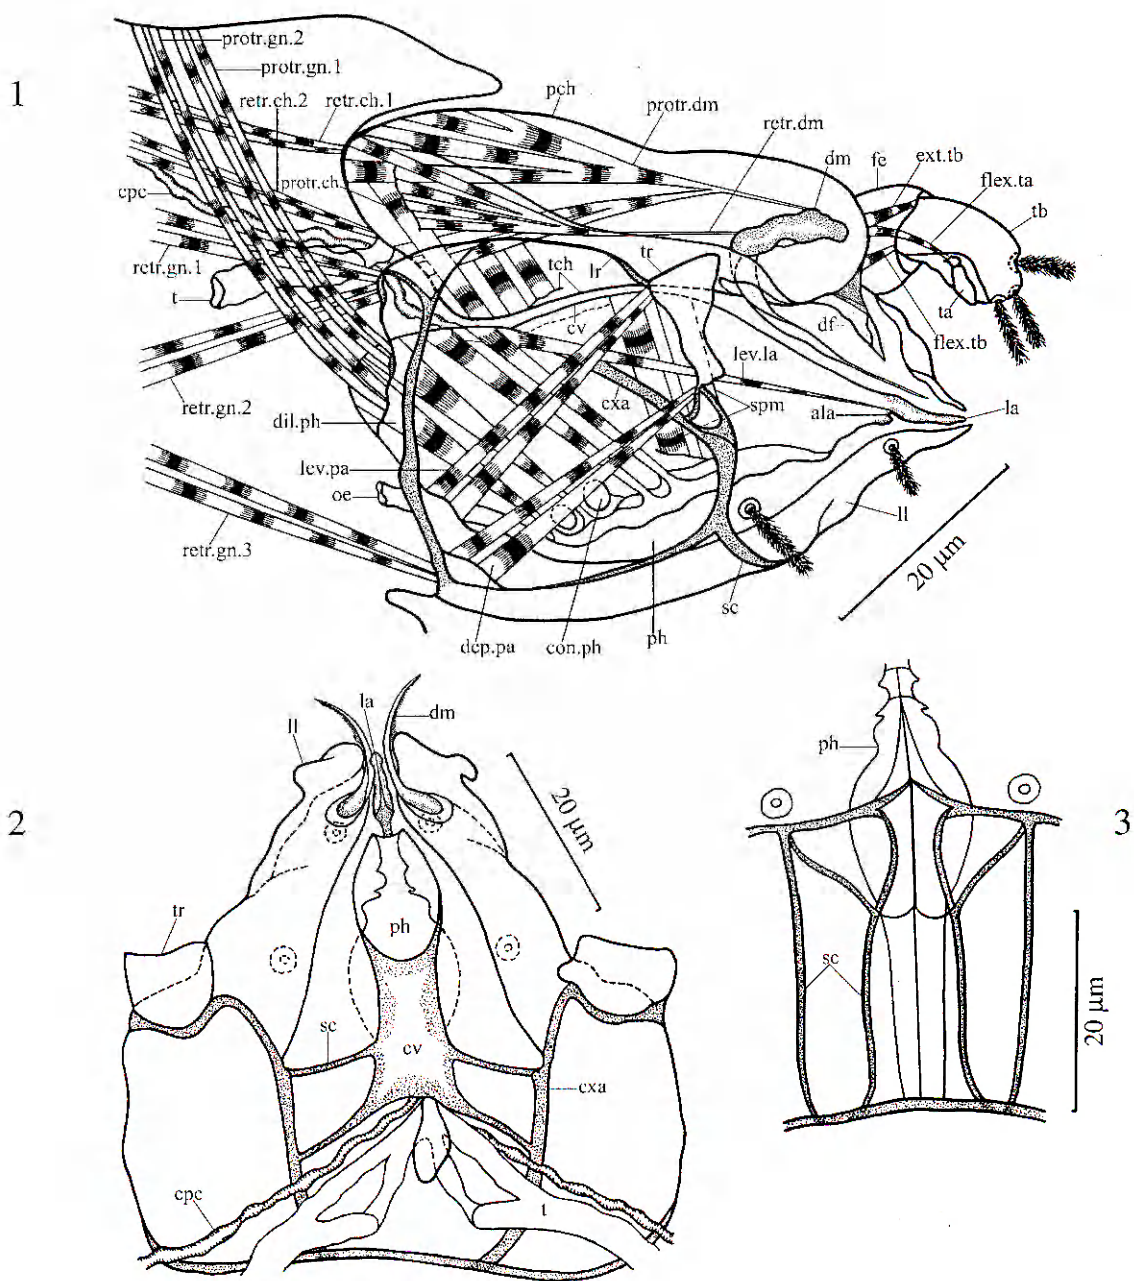 1
protr.gn.2
protr.gn.1
retr.ch.2
retr.ch.1
pch
protr.dm
retr.dm
dm
fe
ext.tb
flex.ta
tb
cpc
protr.ch
retr.gn.1
t
tch
lr
tr
cv
ta
df
flex.tb
lev.la
retr.gn.2
dil.ph
cxa
spm
ala
la
lev.pa
oe
ll
retr.gn.3
20 µm
sc
dep.pa
con.ph
ph
2
ll
la
dm
20 µm
tr
ph
sc
cv
cxa
cpc
t
3
ph
sc
20 µm